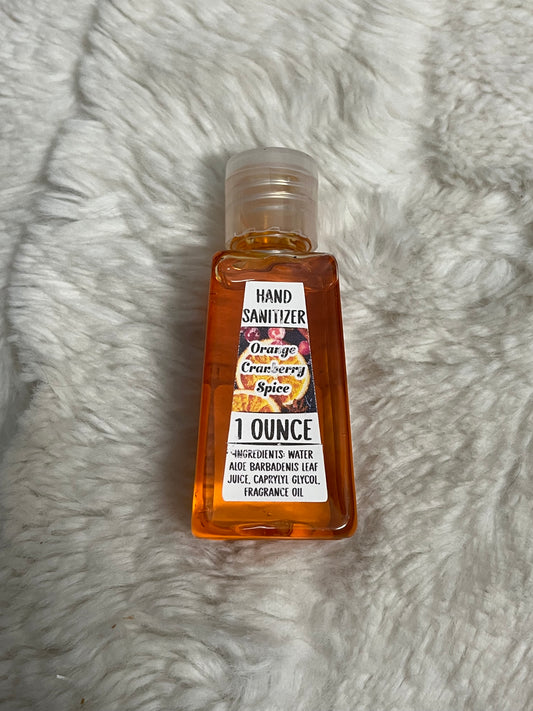 HAND
SANITIZER
Orange
Cranberry
Spice
1 OUNCE
INGREDIENTS: WATER
ALOE BARBADENIS LEAF
JUICE, CAPRYLYL GLYCOL,
FRAGRANCE OIL